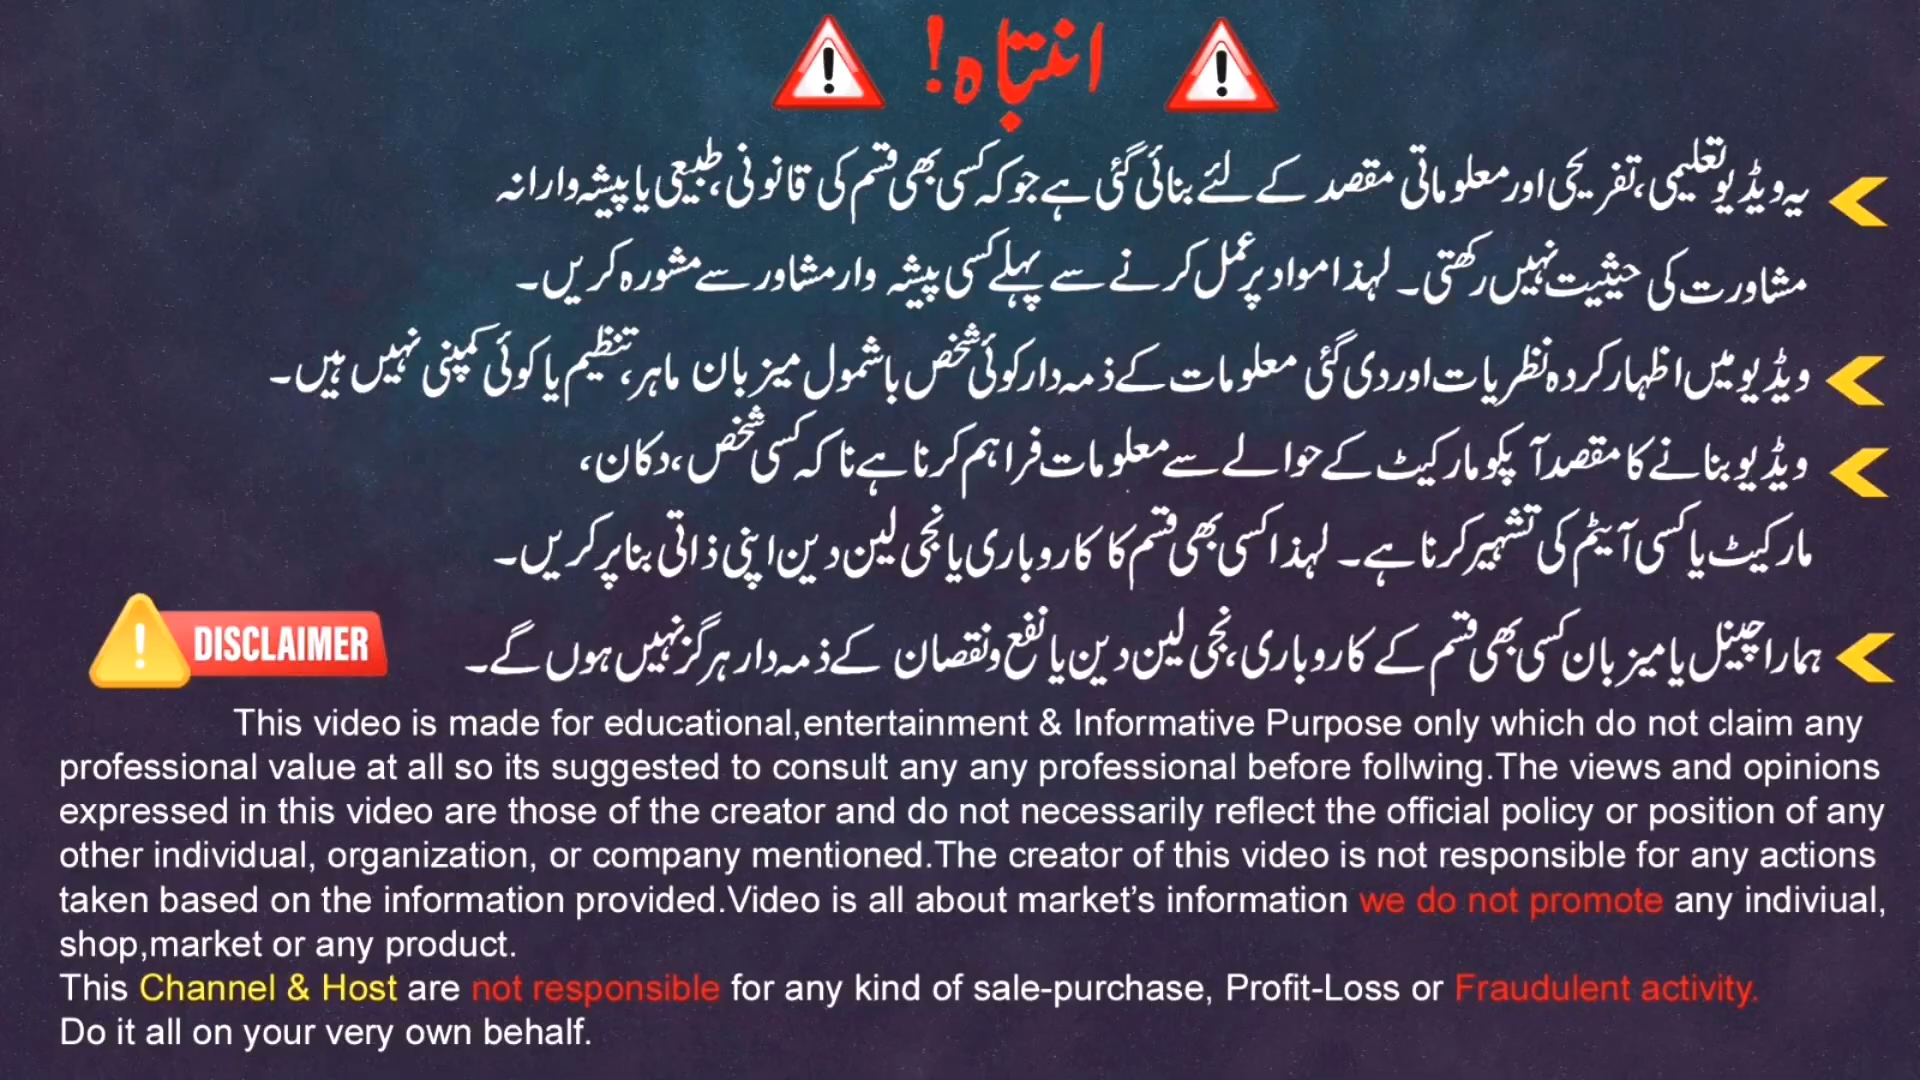 انتباہ!
یہ ویڈیو تعلیمی، تفریحی اور معلوماتی مقصد کے لئے بنائی گئی ہے جو کہ کسی بھی قسم کی قانونی، طبیعی یا پیشہ وارانہ
مشاورت کی حیثیت نہیں رکھتی۔ لہذا مواد پر عمل کرنے سے پہلے کسی پیشہ وار مشاور سے مشورہ کریں۔
ویڈیو میں اظہار کردہ نظریات اور دی گئی معلومات کے ذمہ دار کوئی شخص باشمول میزبان ماہر، تنظیم یا کوئی کمپنی نہیں ہیں۔
ویڈیو بنانے کا مقصد آپکو مارکیٹ کے حوالے سے معلومات فراہم کرنا ہے نا کہ کسی شخص، دکان،
مارکیٹ یا کسی آیٹم کی تشہیر کرنا ہے۔ لہذا کسی بھی قسم کا کاروباری یا نجی لین دین اپنی ذاتی بنا پر کریں۔
ہمارا چینل یا میزبان کسی بھی قسم کے کاروباری، نجی لین دین یا نفع و نقصان کے ذمہ دار ہرگز نہیں ہوں گے۔
DISCLAIMER
This video is made for educational,entertainment & Informative Purpose only which do not claim any
professional value at all so its suggested to consult any any professional before follwing.The views and opinions
expressed in this video are those of the creator and do not necessarily reflect the official policy or position of any
other individual, organization, or company mentioned.The creator of this video is not responsible for any actions
taken based on the information provided.Video is all about market’s information we do not promote any indiviual,
shop,market or any product.
This Channel & Host are not responsible for any kind of sale-purchase, Profit-Loss or Fraudulent activity.
Do it all on your very own behalf.